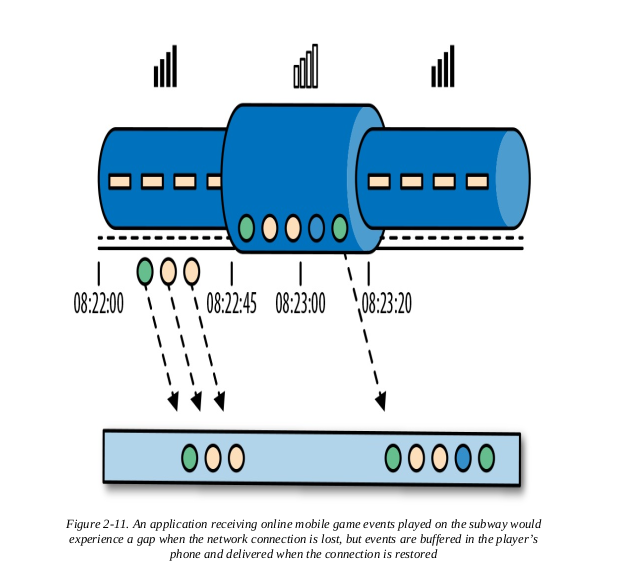 08:22:00 08:22:45 08:23:00 08:23:20
Figure 2-11. An application receiving online mobile game events played on the subway would
experience a gap when the network connection is lost, but events are buffered in the player’s
phone and delivered when the connection is restored